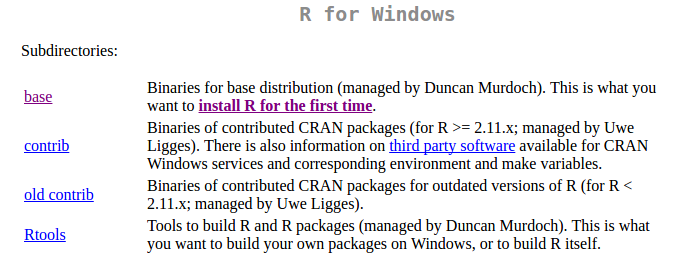 R for Windows
Subdirectories:
base
Binaries for base distribution (managed by Duncan Murdoch). This is what you
want to install R for the first time.
contrib
Binaries of contributed CRAN packages (for R >= 2.11.x; managed by Uwe
Ligges). There is also information on third party software available for CRAN
Windows services and corresponding environment and make variables.
old contrib
Binaries of contributed CRAN packages for outdated versions of R (for R <
2.11.x; managed by Uwe Ligges).
Rtools
Tools to build R and R packages (managed by Duncan Murdoch). This is what
you want to build your own packages on Windows, or to build R itself.